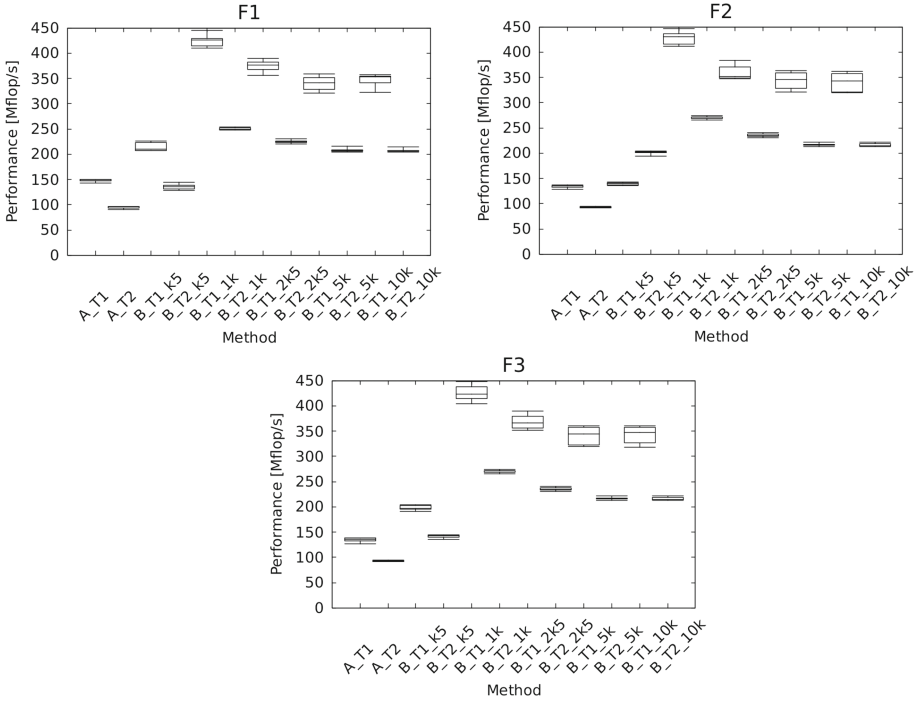 F1
450
400
350
300
250
200
150
100
50
0
Performance [Mflop/s]
A_T1
A_T2
B_T1_k5
B_T2_k5
B_T1_1k
B_T2_1k
B_T1_2k5
B_T2_2k5
B_T1_5k
B_T2_5k
B_T1_10k
B_T2_10k
Method
F2
450
400
350
300
250
200
150
100
50
0
Performance [Mflop/s]
A_T1
A_T2
B_T1_k5
B_T2_k5
B_T1_1k
B_T2_1k
B_T1_2k5
B_T2_2k5
B_T1_5k
B_T2_5k
B_T1_10k
B_T2_10k
Method
F3
450
400
350
300
250
200
150
100
50
0
Performance [Mflop/s]
A_T1
A_T2
B_T1_k5
B_T2_k5
B_T1_1k
B_T2_1k
B_T1_2k5
B_T2_2k5
B_T1_5k
B_T2_5k
B_T1_10k
B_T2_10k
Method